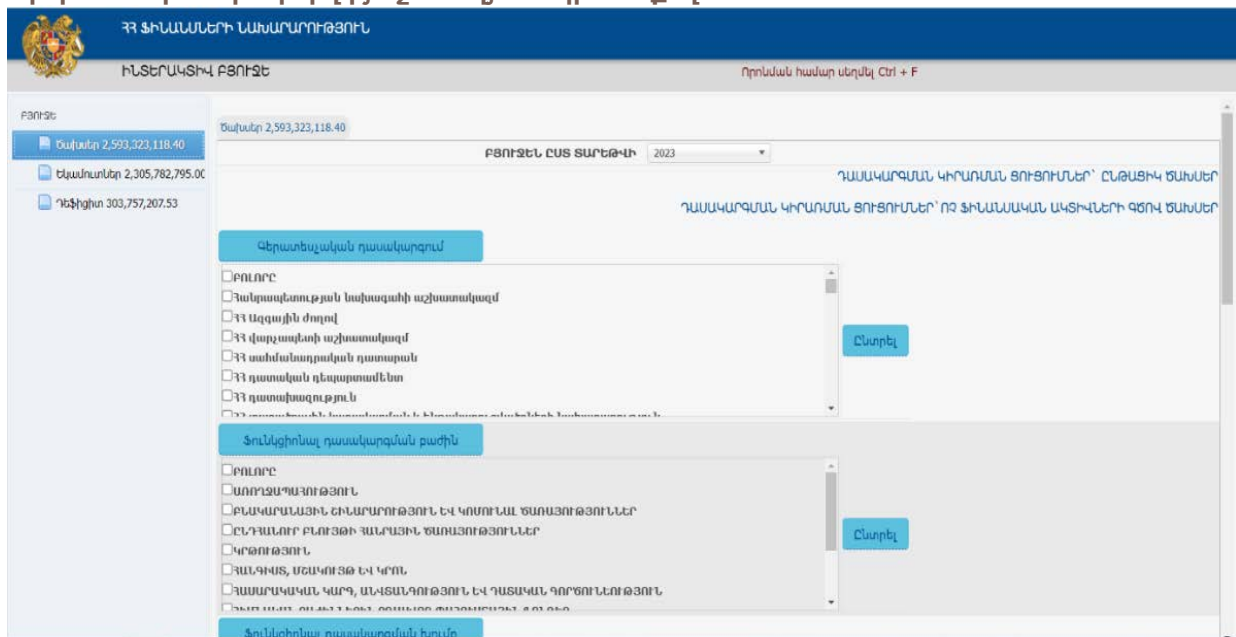 ՀՀ ՖԻՆԱՆՍՆԵՐԻ ՆԱԽԱՐԱՐՈՒԹՅՈՒՆ
ԻՆՏԵՐԱԿՏԻՎ ԲՅՈՒՋԵ
Որոնման համար սեղմել Ctrl + F
ԲՅՈՒՋԵ
Ծախսեր 2,593,323,118.40
Եկամուտներ 2,305,782,795.00
Դեֆիցիտ 303,757,207.53
Ծախսեր 2,593,323,118.40
ԲՅՈՒՋԵՆ ԸՍՏ ՏԱՐԵԹՎԻ 2023
ԴԱՍԱԿԱՐԳՄԱՆ ԿԻՐԱՌՄԱՆ ՑՈՒՑՈՒՄՆԵՐ՝ ԸՆԹԱՑԻԿ ԾԱԽՍԵՐ
ԴԱՍԱԿԱՐԳՄԱՆ ԿԻՐԱՌՄԱՆ ՑՈՒՑՈՒՄՆԵՐ՝ ՈՉ ՖԻՆԱՆՍԱԿԱՆ ԱԿՏԻՎՆԵՐԻ ԳԾՈՎ ԾԱԽՍԵՐ
Գերատեսչական դասակարգում
ԲՈԼՈՐԸ
Հանրապետության նախագահի աշխատակազմ
ՀՀ Ազգային ժողով
ՀՀ վարչապետի աշխատակազմ
ՀՀ սահմանադրական դատարան
ՀՀ դատական դեպարտամենտ
ՀՀ դատախազություն
Ընտրել
Ֆունկցիոնալ դասակարգման բաժին
ԲՈԼՈՐԸ
ԱՌՈՂՋԱՊԱՀՈՒԹՅՈՒՆ
ԲՆԱԿԱՐԱՆԱՅԻՆ ՇԻՆԱՐԱՐՈՒԹՅՈՒՆ ԵՎ ԿՈՄՈՒՆԱԼ ԾԱՌԱՅՈՒԹՅՈՒՆՆԵՐ
ԸՆԴՀԱՆՈՒՐ ԲՆՈՒՅԹԻ ՀԱՆՐԱՅԻՆ ԾԱՌԱՅՈՒԹՅՈՒՆՆԵՐ
ԿՐԹՈՒԹՅՈՒՆ
ՀԱՆԳԻՍՏ, ՄՇԱԿՈՒՅԹ ԵՎ ԿՐՈՆ
ՀԱՍԱՐԱԿԱԿԱՆ ԿԱՐԳ, ԱՆՎՏԱՆԳՈՒԹՅՈՒՆ ԵՎ ԴԱՏԱԿԱՆ ԳՈՐԾՈՒՆԵՈՒԹՅՈՒՆ
Ընտրել
Ֆունկցիոնալ դասակարգման խումբ